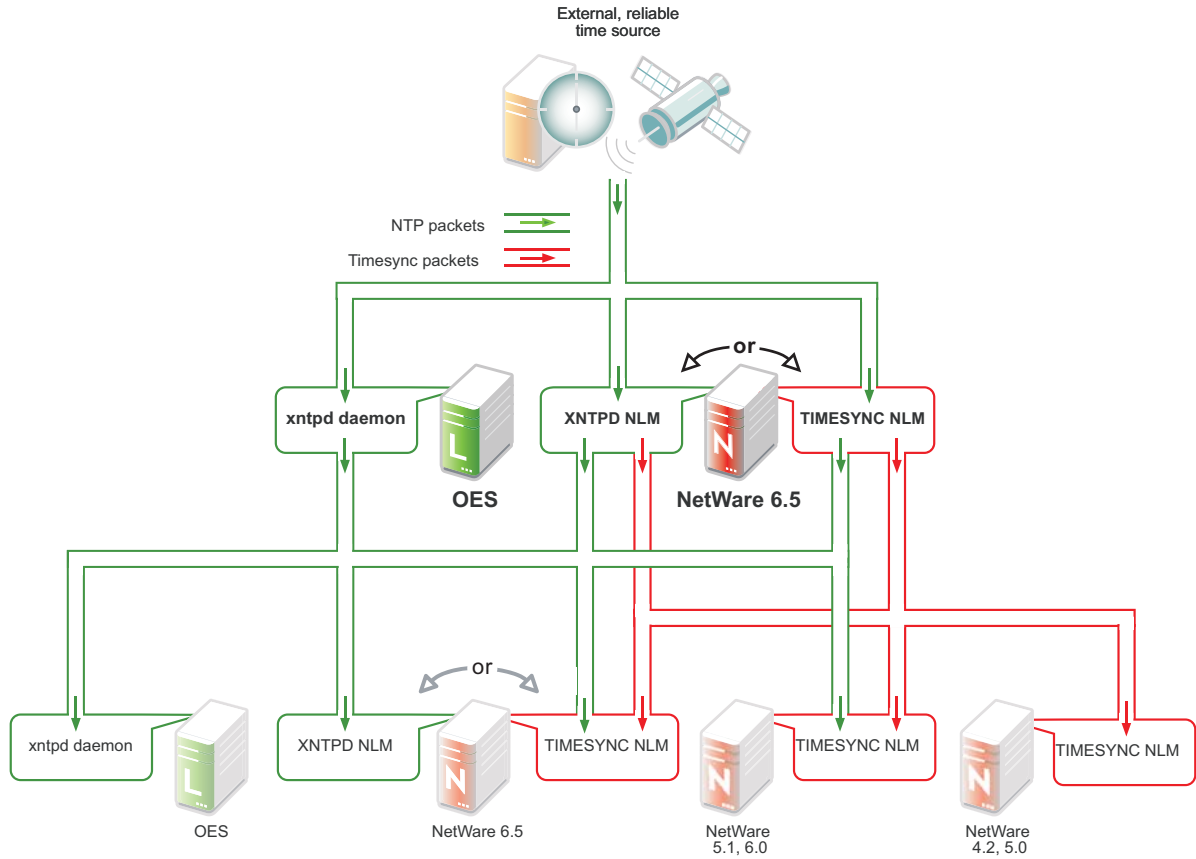 External, reliable
time source
NTP packets
Timesync packets
or
xntpd daemon
XNTPD NLM
TIMESYNC NLM
L
N
OES
NetWare 6.5
or
xntpd daemon
XNTPD NLM
TIMESYNC NLM
TIMESYNC NLM
TIMESYNC NLM
L
N
N
N
OES
NetWare 6.5
NetWare
5.1, 6.0
NetWare
4.2, 5.0